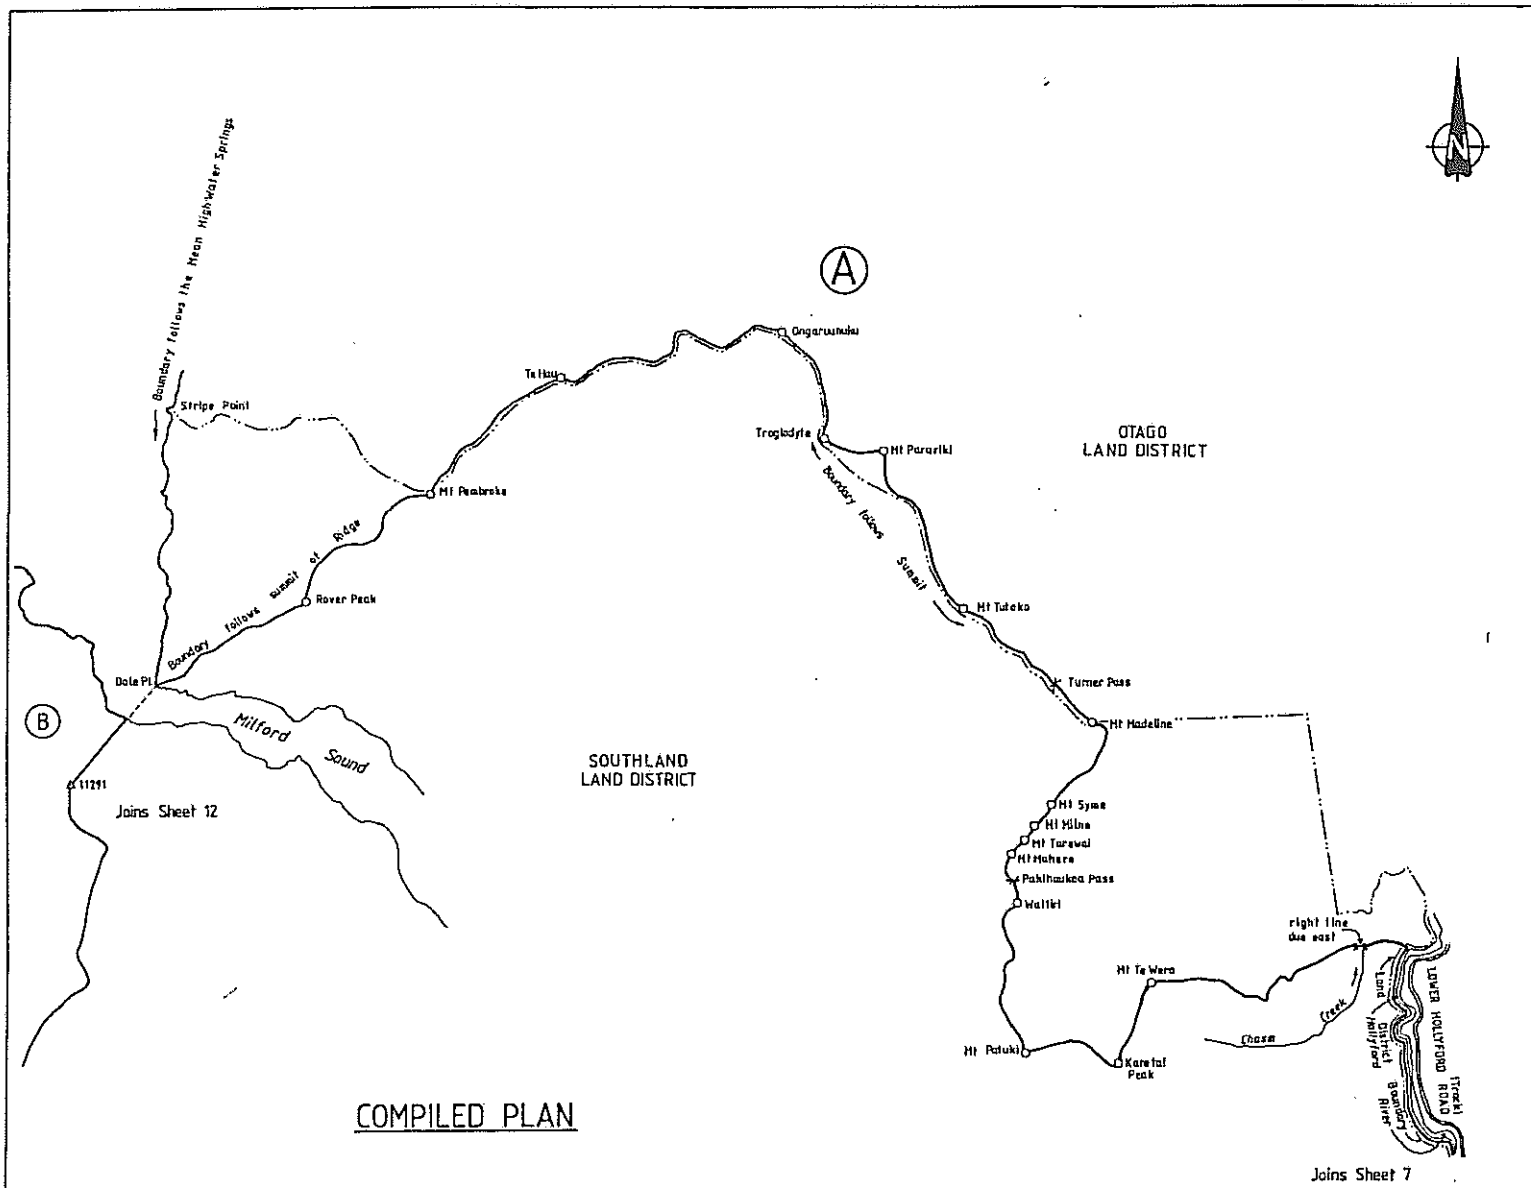 N
Boundary follows the Mean High Water Springs
A
Ongaruanuku
Te Hau
Stripe Point
Trogladyte
Mt Parariki
OTAGO
LAND DISTRICT
Mt Pembroke
Boundary follows
Summit
Boundary follows summit of Ridge
Rover Peak
Mt Tutoko
Dale Pt.
Turner Pass
B
Milford
Sound
Mt Madeline
SOUTHLAND
LAND DISTRICT
11291
Joins Sheet 12
Mt Syme
Mt Milne
Mt Tarewai
Mt Mahere
Pakihaukea Pass
Waitiri
right line
due east
Mt Te Wera
Creek
Chasm
Land District Boundary
Hollyford River
LOWER HOLLYFORD ROAD
(Track)
Mt Patuki
Karetai
Peak
COMPILED PLAN
Joins Sheet 7